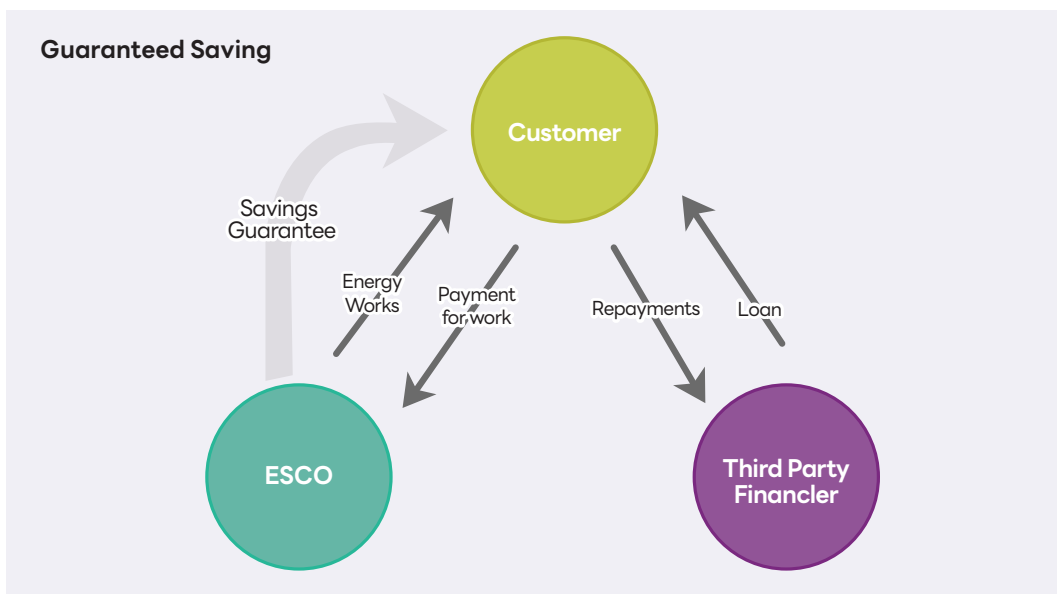 Guaranteed Saving
Customer
Savings
Guarantee
Energy
Works
Payment
for work
Repayments
Loan
ESCO
Third Party
Financler